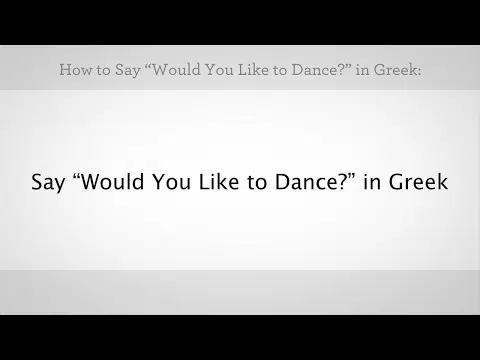 How to Say “Would You Like to Dance?” in Greek:
Say “Would You Like to Dance?” in Greek